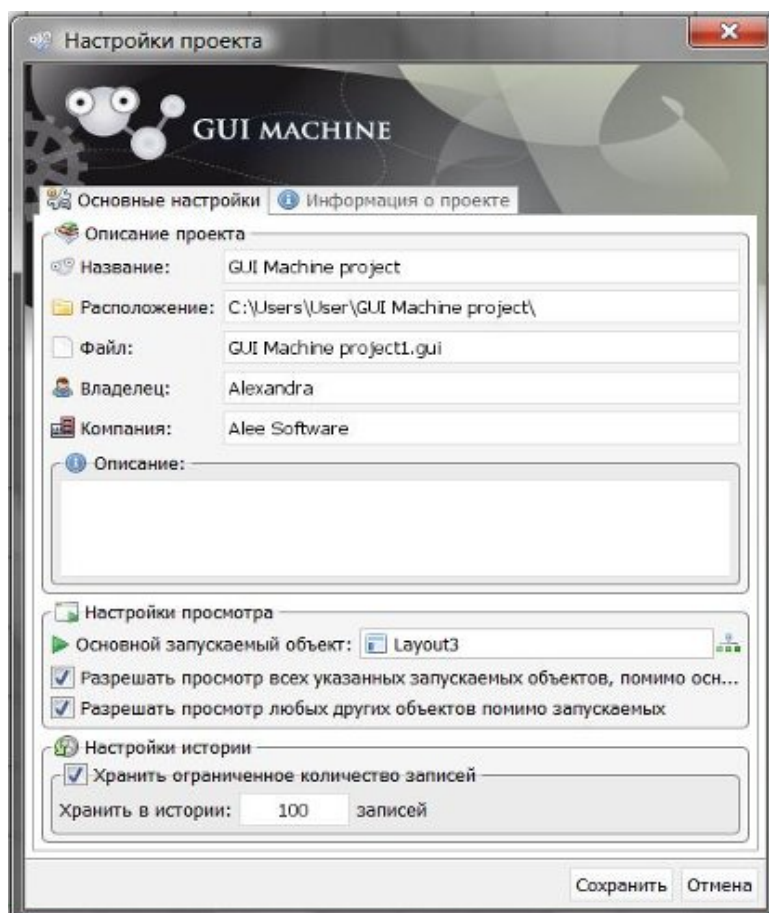 Настройки проекта
GUI MACHINE
Основные настройки Информация о проекте
Описание проекта
Название: GUI Machine project
Расположение: C:\Users\User\GUI Machine project\
Файл: GUI Machine project1.gui
Владелец: Alexandra
Компания: Alee Software
Описание:
Настройки просмотра
Основной запускаемый объект: Layout3
Разрешать просмотр всех указанных запускаемых объектов, помимо осн...
Разрешать просмотр любых других объектов помимо запускаемых
Настройки истории
Хранить ограниченное количество записей
Хранить в истории: 100 записей
Сохранить Отмена